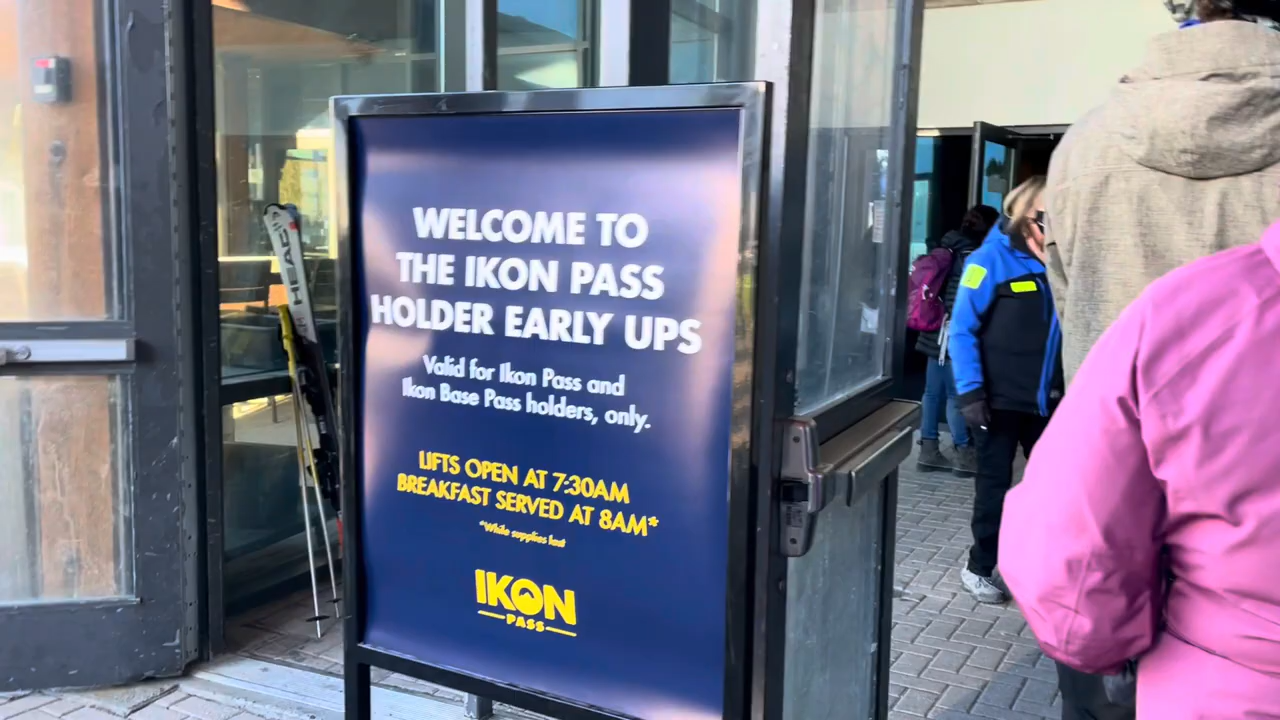 WELCOME TO
THE IKON PASS
HOLDER EARLY UPS
Valid for Ikon Pass and
Ikon Base Pass holders, only.
LIFTS OPEN AT 7:30AM
BREAKFAST SERVED AT 8AM*
*While supplies last
IKON
PASS
HEAD